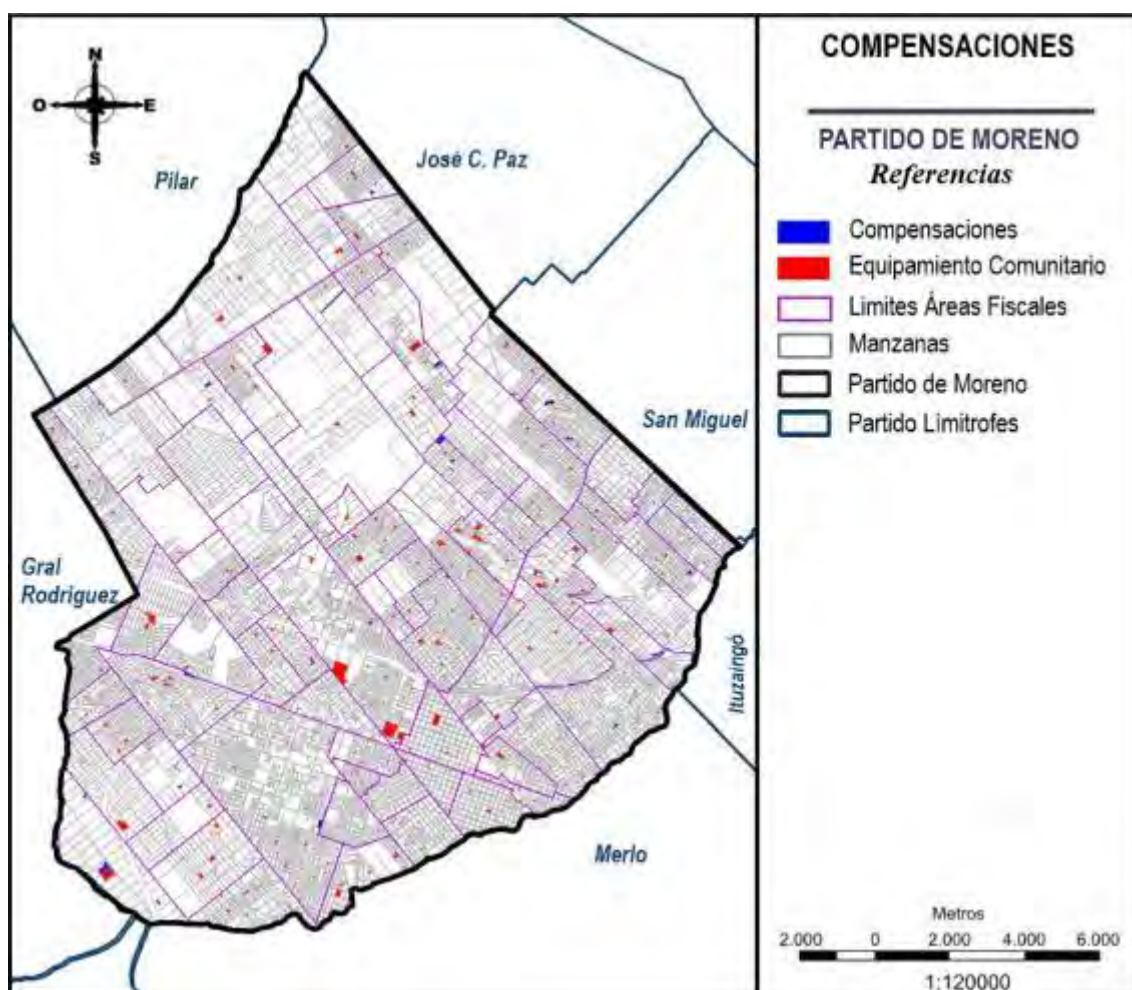 COMPENSACIONES
PARTIDO DE MORENO
Referencias
Compensaciones
Equipamiento Comunitario
Limites Áreas Fiscales
Manzanas
Partido de Moreno
Partido Limitrofes
N
O
E
S
Pilar
José C. Paz
San Miguel
Gral
Rodriguez
Ituzaingó
Merlo
Metros
2.000 0 2.000 4.000 6.000
1:120000